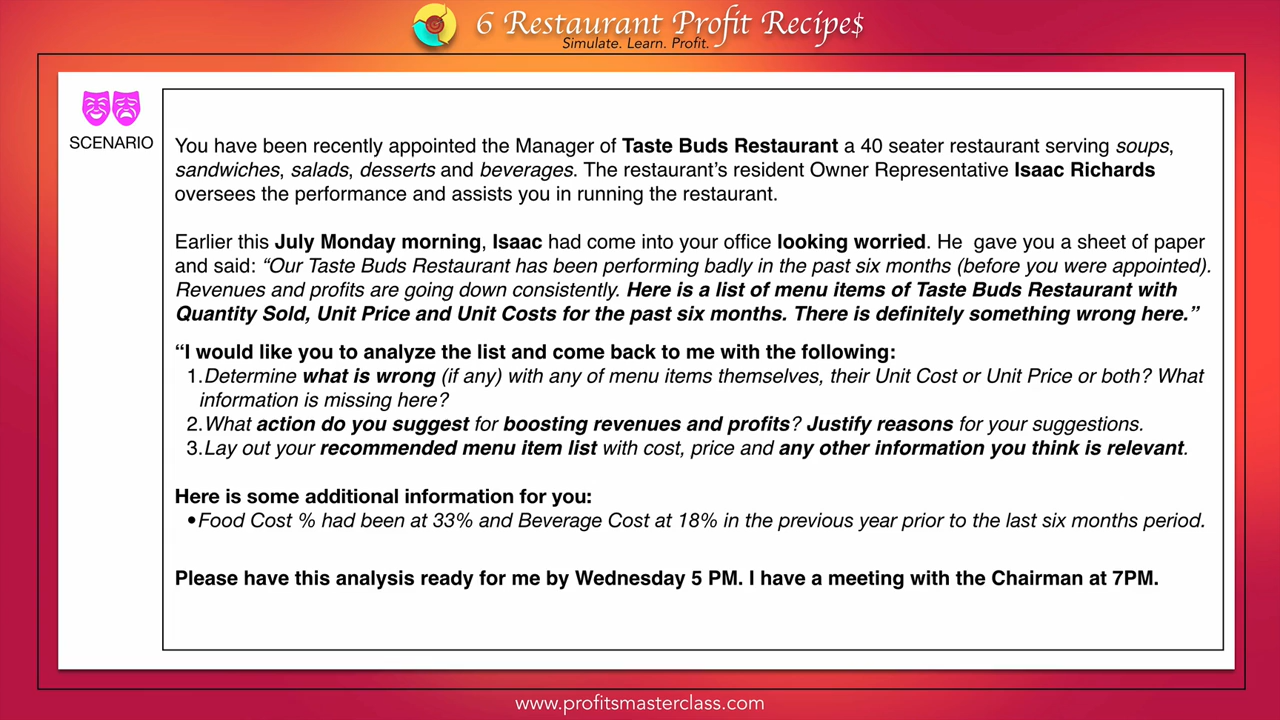 6 Restaurant Profit Recipe$
Simulate. Learn. Profit.
SCENARIO
You have been recently appointed the Manager of Taste Buds Restaurant a 40 seater restaurant serving soups,
sandwiches, salads, desserts and beverages. The restaurant's resident Owner Representative Isaac Richards
oversees the performance and assists you in running the restaurant.
Earlier this July Monday morning, Isaac had come into your office looking worried. He gave you a sheet of paper
and said: “Our Taste Buds Restaurant has been performing badly in the past six months (before you were appointed).
Revenues and profits are going down consistently. Here is a list of menu items of Taste Buds Restaurant with
Quantity Sold, Unit Price and Unit Costs for the past six months. There is definitely something wrong here.”
“I would like you to analyze the list and come back to me with the following:
1.Determine what is wrong (if any) with any of menu items themselves, their Unit Cost or Unit Price or both? What
information is missing here?
2.What action do you suggest for boosting revenues and profits? Justify reasons for your suggestions.
3.Lay out your recommended menu item list with cost, price and any other information you think is relevant.
Here is some additional information for you:
•Food Cost % had been at 33% and Beverage Cost at 18% in the previous year prior to the last six months period.
Please have this analysis ready for me by Wednesday 5 PM. I have a meeting with the Chairman at 7PM.
www.profitsmasterclass.com